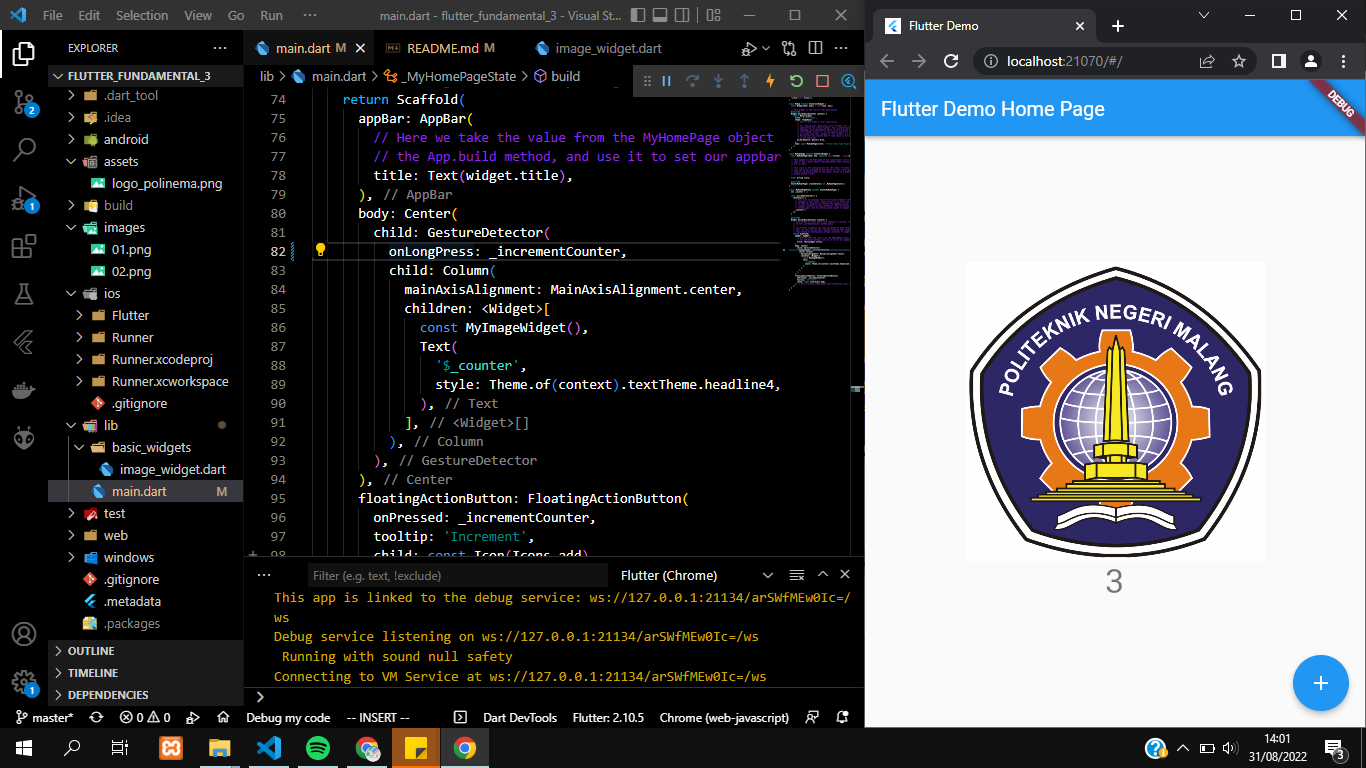 File Edit Selection View Go Run ··· main.dart - flutter_fundamental_3 - Visual St...
EXPLORER ···
FLUTTER_FUNDAMENTAL_3
.dart_tool
.idea
android
assets
logo_polinema.png
build
images
01.png
02.png
ios
Flutter
Runner
Runner.xcodeproj
Runner.xcworkspace
.gitignore
lib
basic_widgets
image_widget.dart
main.dart M
test
web
windows
.gitignore
.metadata
.packages
OUTLINE
TIMELINE
DEPENDENCIES
2
1
1
main.dart M README.md M image_widget.dart
lib > main.dart > _MyHomePageState > build
74 return Scaffold(
75 appBar: AppBar(
76 // Here we take the value from the MyHomePage object
77 // the App.build method, and use it to set our appbar
78 title: Text(widget.title),
79 ), // AppBar
80 body: Center(
81 child: GestureDetector(
82 onLongPress: _incrementCounter,
83 child: Column(
84 mainAxisAlignment: MainAxisAlignment.center,
85 children: <Widget>[
86 const MyImageWidget(),
87 Text(
88 '$_counter',
89 style: Theme.of(context).textTheme.headline4,
90 ), // Text
91 ], // <Widget>[]
92 ), // Column
93 ), // GestureDetector
94 ), // Center
95 floatingActionButton: FloatingActionButton(
96 onPressed: _incrementCounter,
97 tooltip: 'Increment',
98 child: const Icon(Icons.add),
··· Filter (e.g. text, !exclude) Flutter (Chrome)
This app is linked to the debug service: ws://127.0.0.1:21134/arSWfMEw0Ic=/
ws
Debug service listening on ws://127.0.0.1:21134/arSWfMEw0Ic=/ws
Running with sound null safety
Connecting to VM Service at ws://127.0.0.1:21134/arSWfMEw0Ic=/ws
master* 0 0 Debug my code -- INSERT -- Dart DevTools Flutter: 2.10.5 Chrome (web-javascript)
Flutter Demo
localhost:21070/#/
Flutter Demo Home Page
DEBUG
POLITEKNIK NEGERI MALANG
3
14:01
31/08/2022
3